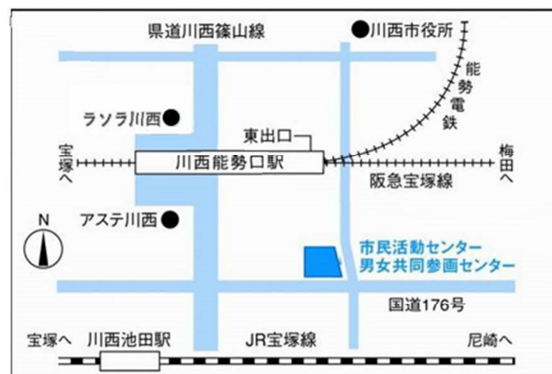 県道川西篠山線
川西市役所
能勢電鉄
ラソラ川西
東出口
宝塚へ
川西能勢口駅
梅田へ
阪急宝塚線
アステ川西
N
市民活動センター
男女共同参画センター
国道176号
宝塚へ
川西池田駅
JR宝塚線
尼崎へ